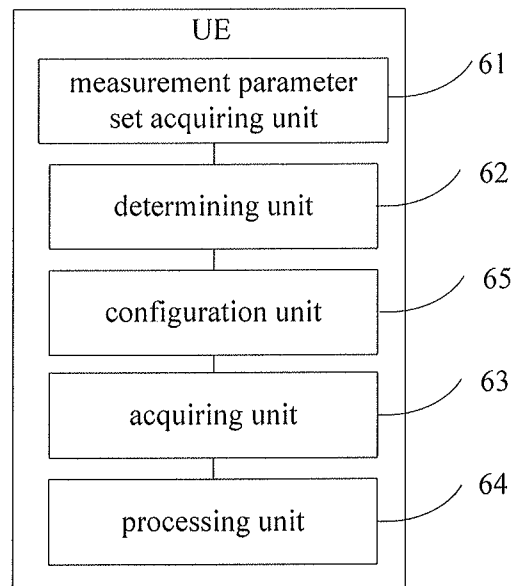 UE
measurement parameter
set acquiring unit
61
determining unit
62
configuration unit
65
acquiring unit
63
processing unit
64